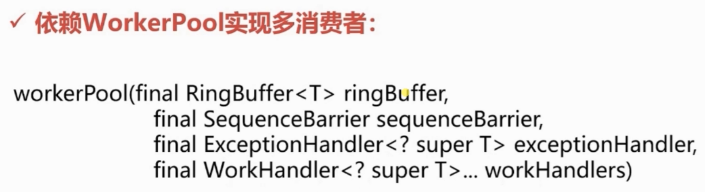 ✓ 依赖WorkerPool实现多消费者：
workerPool(final RingBuffer<T> ringBuffer,
final SequenceBarrier sequenceBarrier,
final ExceptionHandler<? super T> exceptionHandler,
final WorkHandler<? super T>... workHandlers)